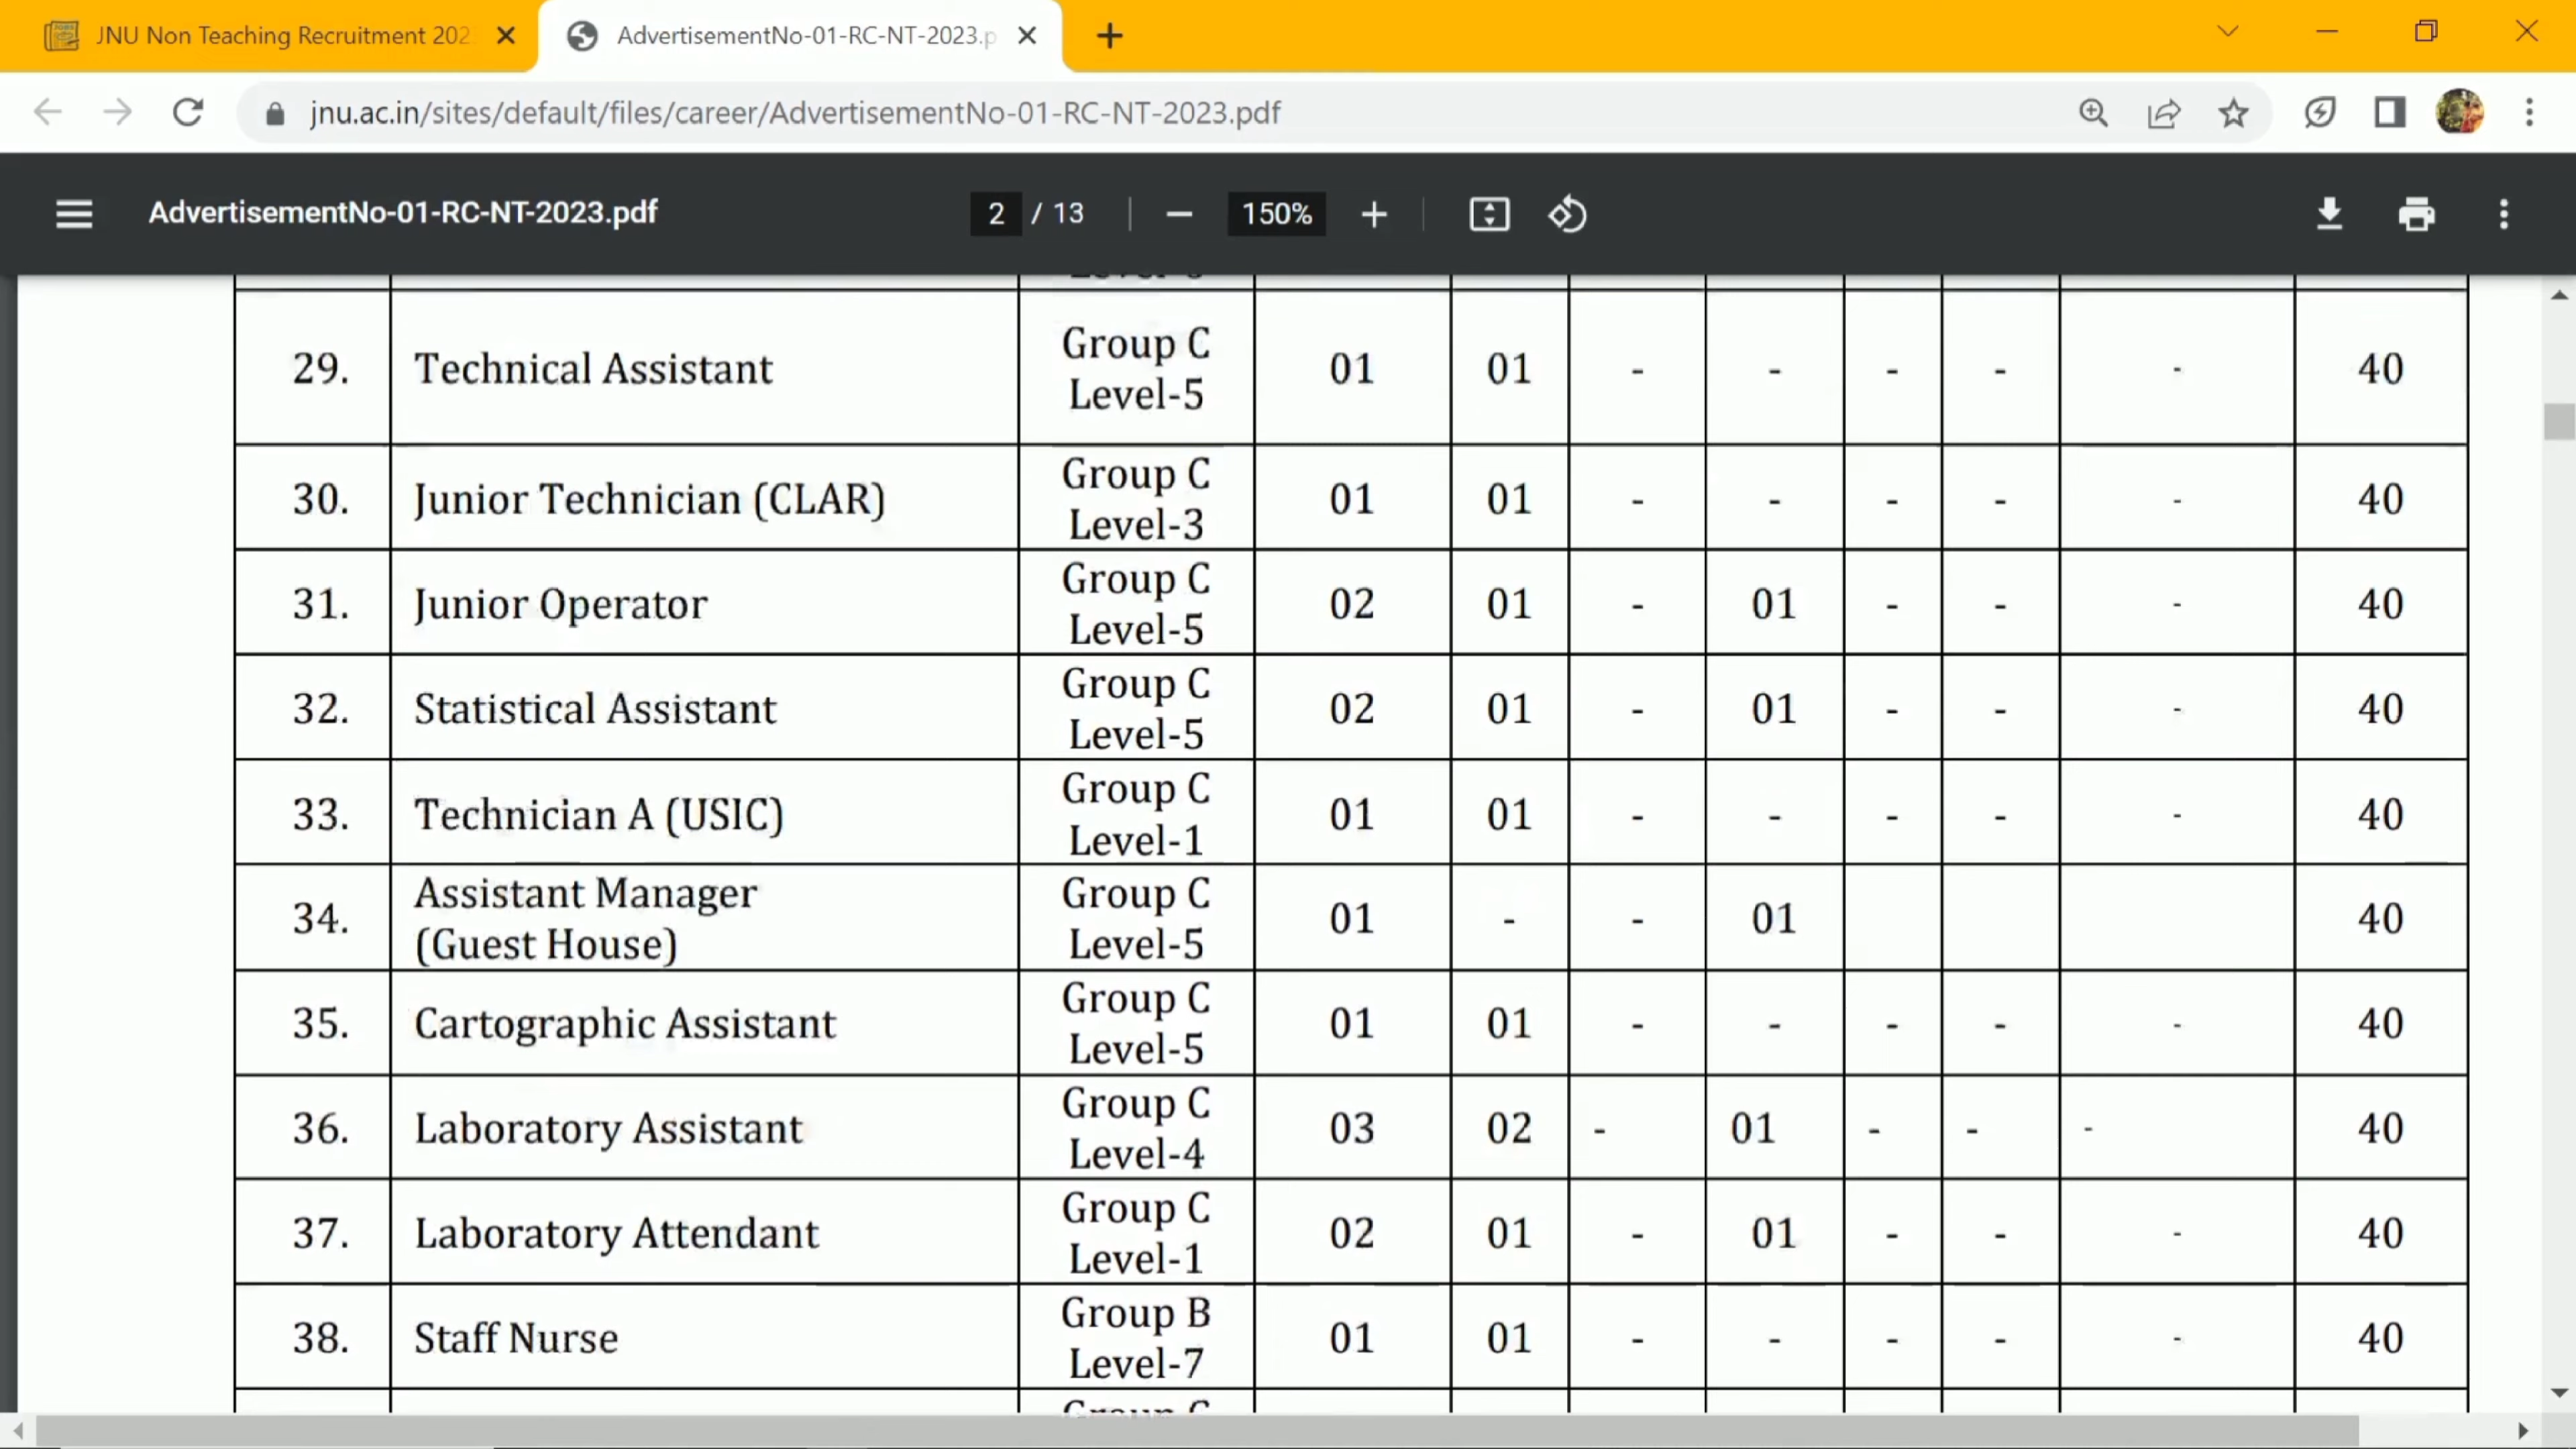 JNU Non Teaching Recruitment 202
AdvertisementNo-01-RC-NT-2023.p
jnu.ac.in/sites/default/files/career/AdvertisementNo-01-RC-NT-2023.pdf
AdvertisementNo-01-RC-NT-2023.pdf 2 / 13 150%
29. Technical Assistant Group C Level-5 01 01 - - - - - 40
30. Junior Technician (CLAR) Group C Level-3 01 01 - - - - - 40
31. Junior Operator Group C Level-5 02 01 - 01 - - - 40
32. Statistical Assistant Group C Level-5 02 01 - 01 - - - 40
33. Technician A (USIC) Group C Level-1 01 01 - - - - - 40
34. Assistant Manager (Guest House) Group C Level-5 01 - - 01 40
35. Cartographic Assistant Group C Level-5 01 01 - - - - - 40
36. Laboratory Assistant Group C Level-4 03 02 - 01 - - - 40
37. Laboratory Attendant Group C Level-1 02 01 - 01 - - - 40
38. Staff Nurse Group B Level-7 01 01 - - - - - 40